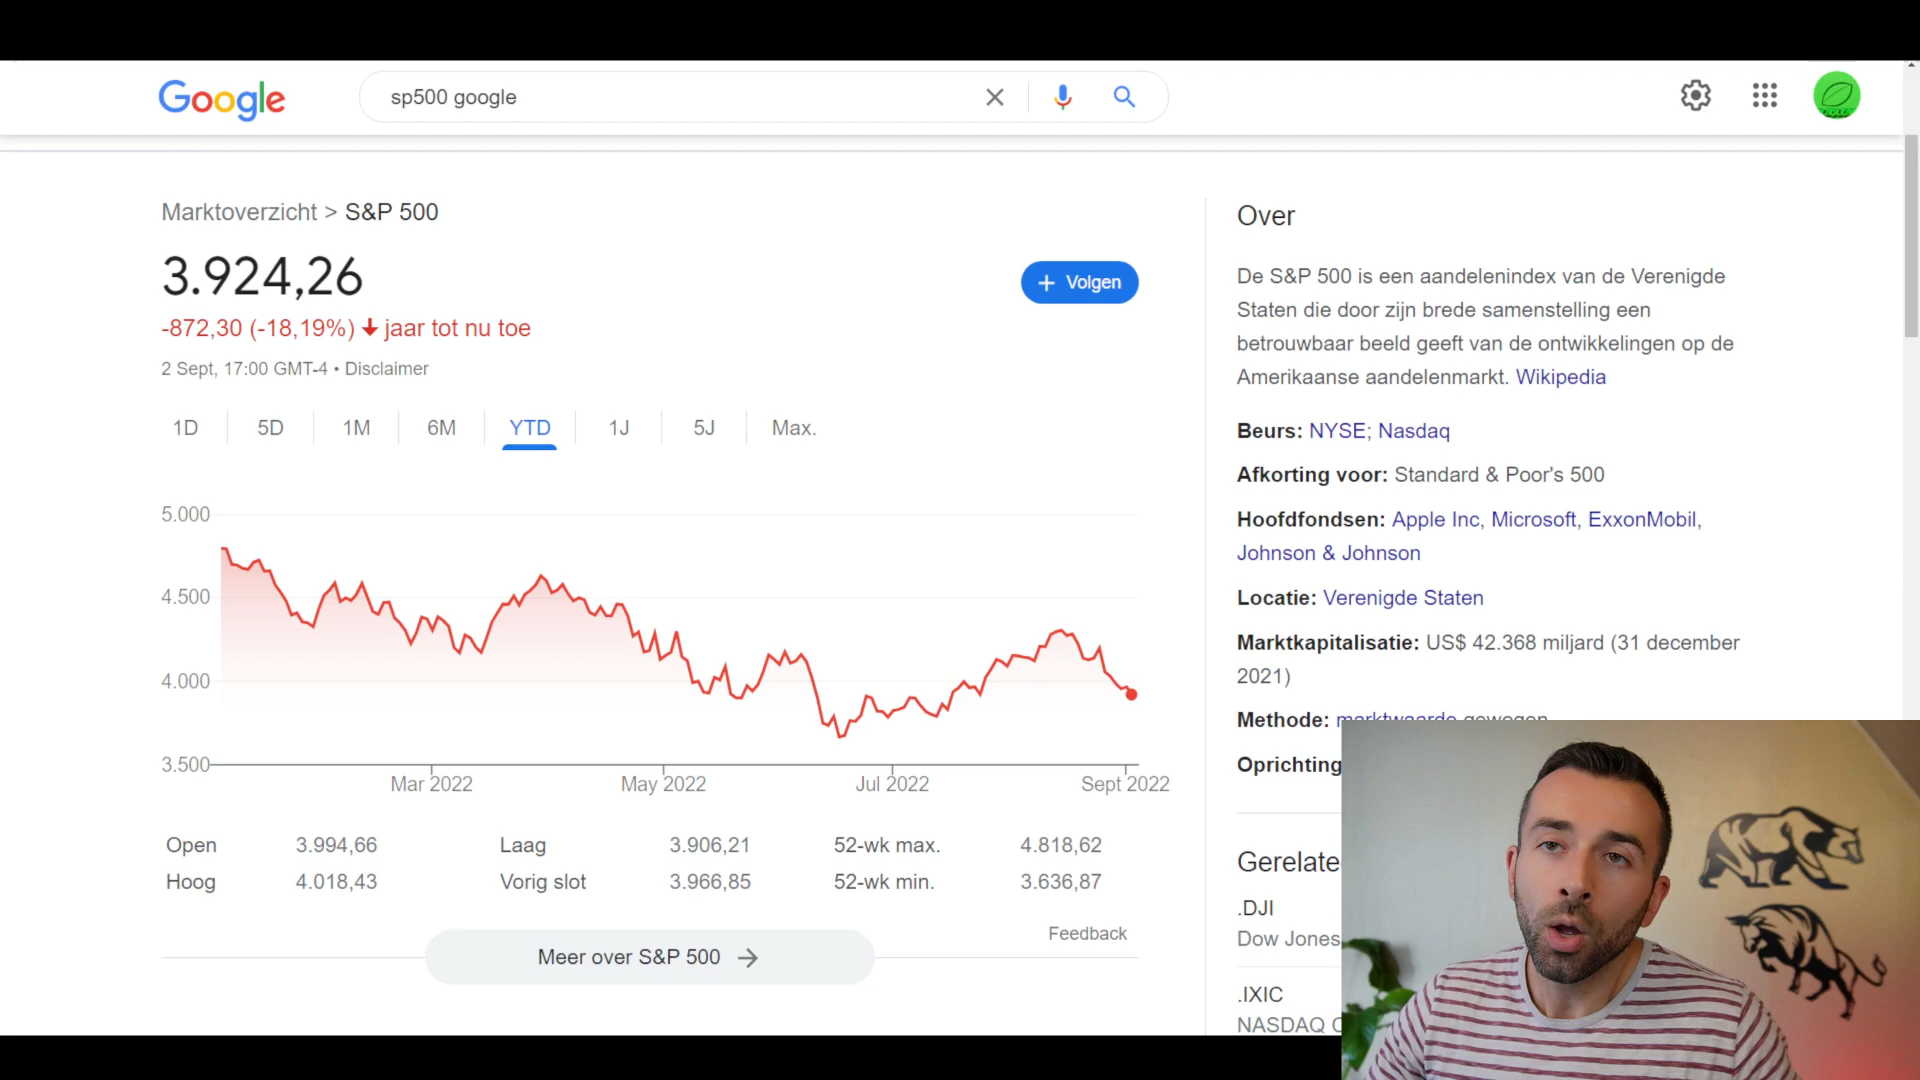 Google
sp500 google
Marktoverzicht > S&P 500
3.924,26
-872,30 (-18,19%) ↓ jaar tot nu toe
2 Sept, 17:00 GMT-4 • Disclaimer
+ Volgen
1D 5D 1M 6M YTD 1J 5J Max.
5.000
4.500
4.000
3.500
Mar 2022 May 2022 Jul 2022 Sept 2022
Open 3.994,66 Laag 3.906,21 52-wk max. 4.818,62
Hoog 4.018,43 Vorig slot 3.966,85 52-wk min. 3.636,87
Feedback
Meer over S&P 500 →
Over
De S&P 500 is een aandelenindex van de Verenigde
Staten die door zijn brede samenstelling een
betrouwbaar beeld geeft van de ontwikkelingen op de
Amerikaanse aandelenmarkt. Wikipedia
Beurs: NYSE; Nasdaq
Afkorting voor: Standard & Poor's 500
Hoofdfondsen: Apple Inc, Microsoft, ExxonMobil,
Johnson & Johnson
Locatie: Verenigde Staten
Marktkapitalisatie: US$ 42.368 miljard (31 december
2021)
Methode: marktwaarde gewogen
Oprichting
Gerelate
.DJI
Dow Jones
.IXIC
NASDAQ C